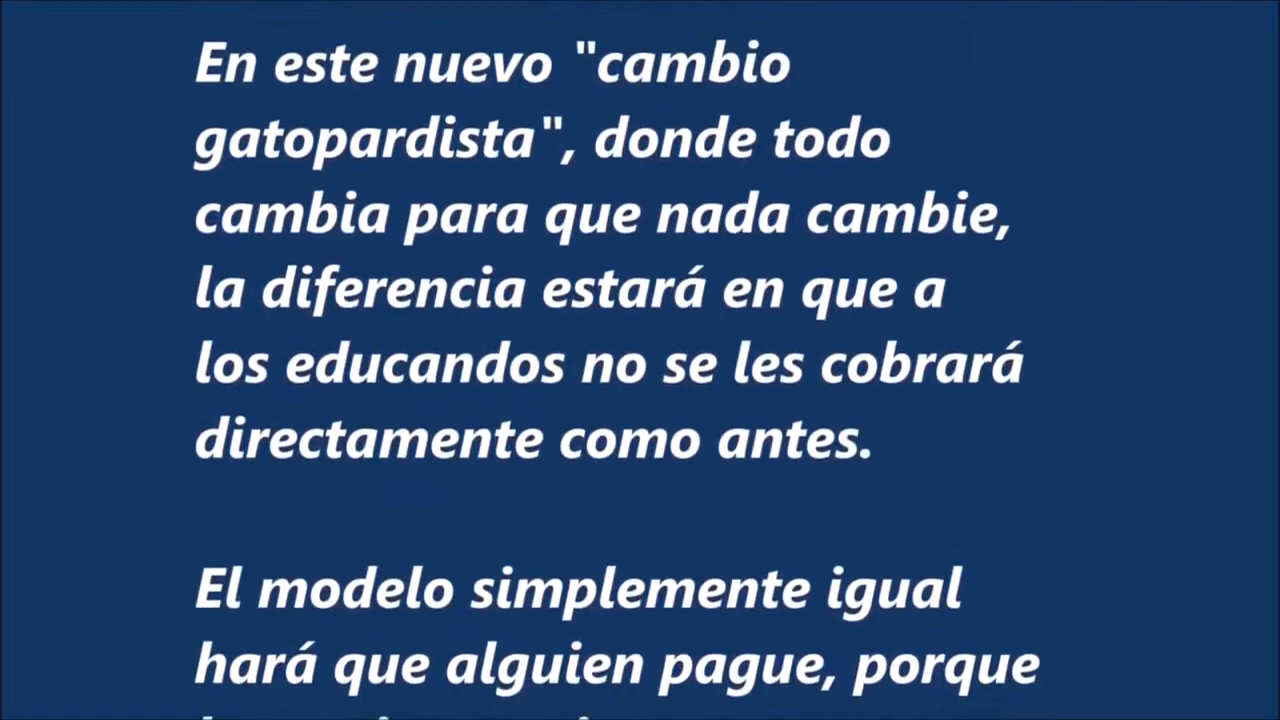 En este nuevo "cambio
gatopardista", donde todo
cambia para que nada cambie,
la diferencia estará en que a
los educandos no se les cobrará
directamente como antes.
El modelo simplemente igual
hará que alguien pague, porque